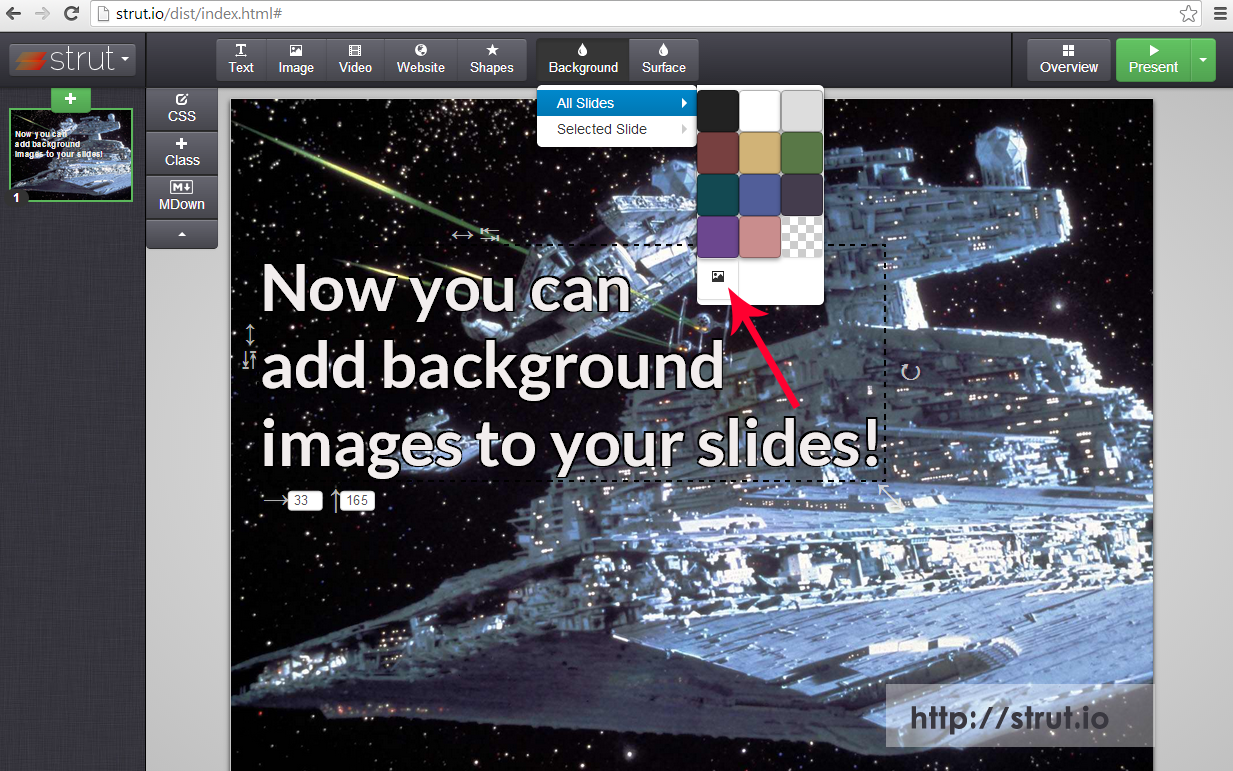 strut.io/dist/index.html#
strut
Text
Image
Video
Website
Shapes
Background
Surface
Overview
Present
All Slides
Selected Slide
CSS
Class
M
MDown
Now you can
add background
images to your slides!
1
Now you can
add background
images to your slides!
33
165
http://strut.io